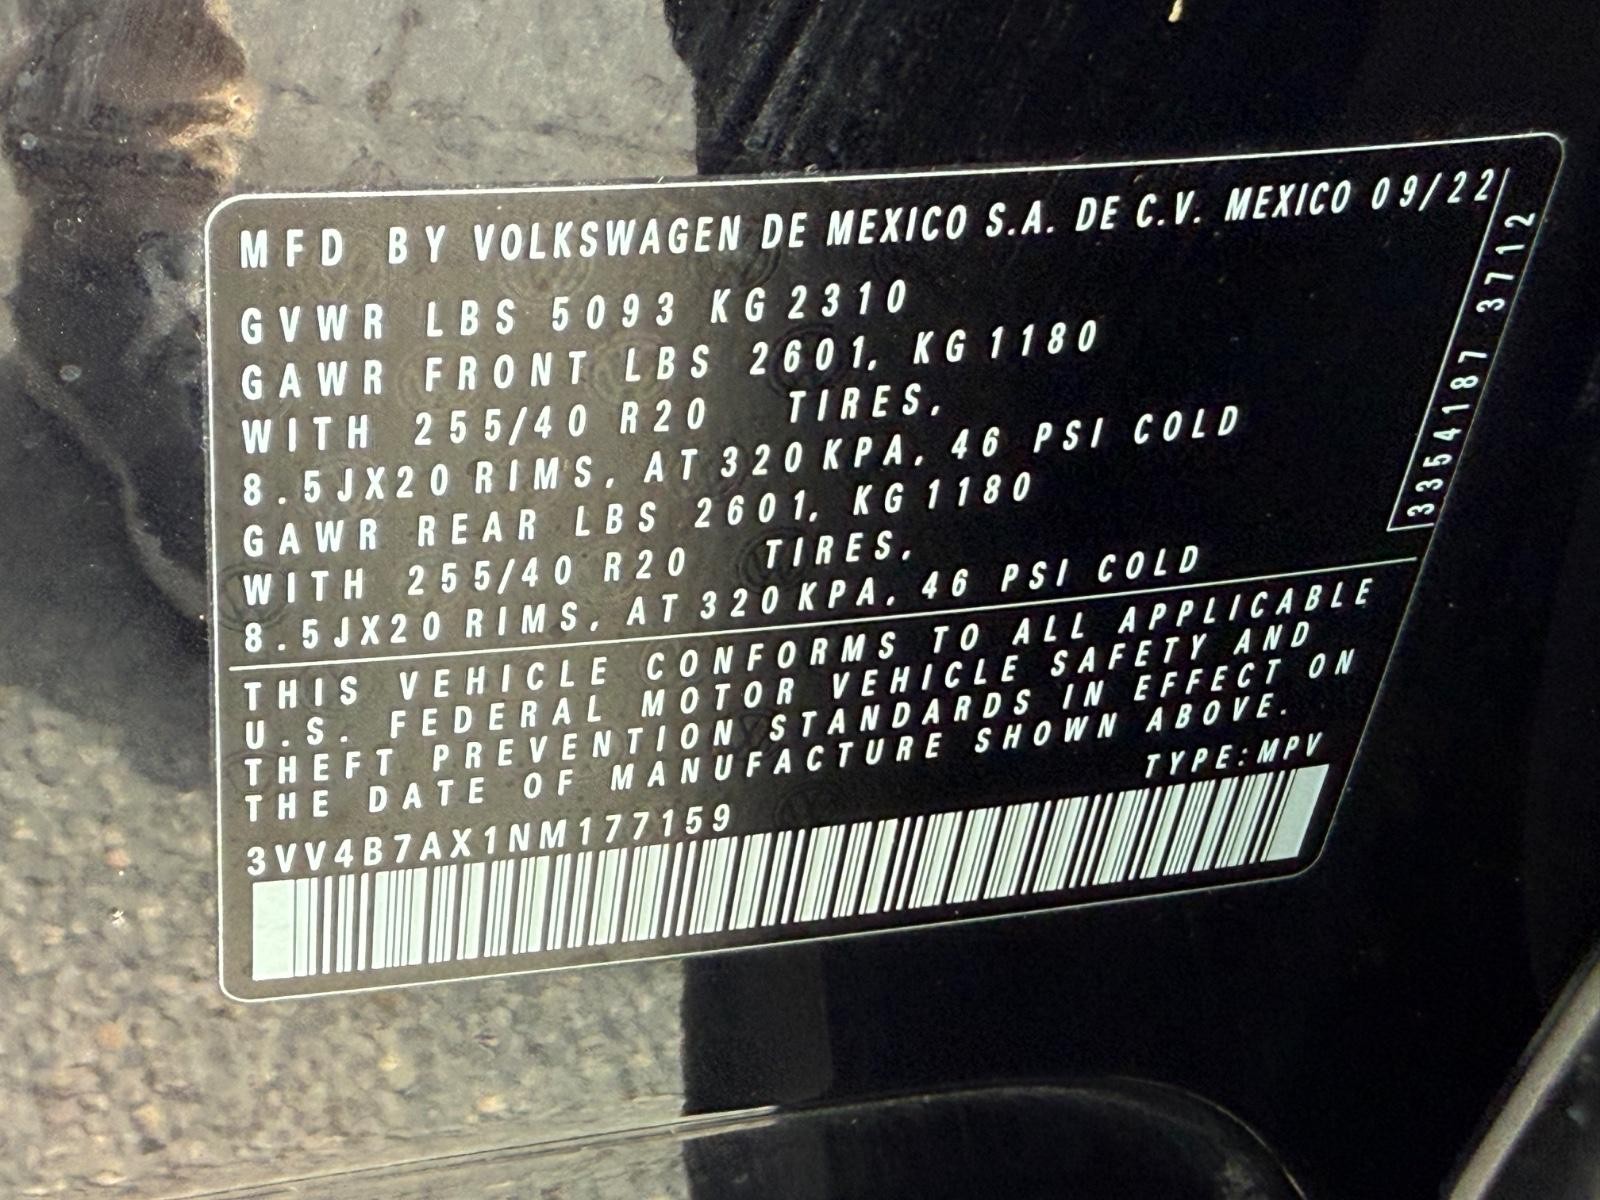 MFD BY VOLKSWAGEN DE MEXICO S.A. DE C.V. MEXICO 09/22
GVWR LBS 5093 KG 2310
GAWR FRONT LBS 2601, KG 1180
WITH 255/40 R20 TIRES,
8.5JX20 RIMS, AT 320 KPA, 46 PSI COLD
GAWR REAR LBS 2601, KG 1180
WITH 255/40 R20 TIRES,
8.5JX20 RIMS, AT 320 KPA, 46 PSI COLD
3354187 3712
THIS VEHICLE CONFORMS TO ALL APPLICABLE
U.S. FEDERAL MOTOR VEHICLE SAFETY AND
THEFT PREVENTION STANDARDS IN EFFECT ON
THE DATE OF MANUFACTURE SHOWN ABOVE.
TYPE:MPV
3VV4B7AX1NM177159